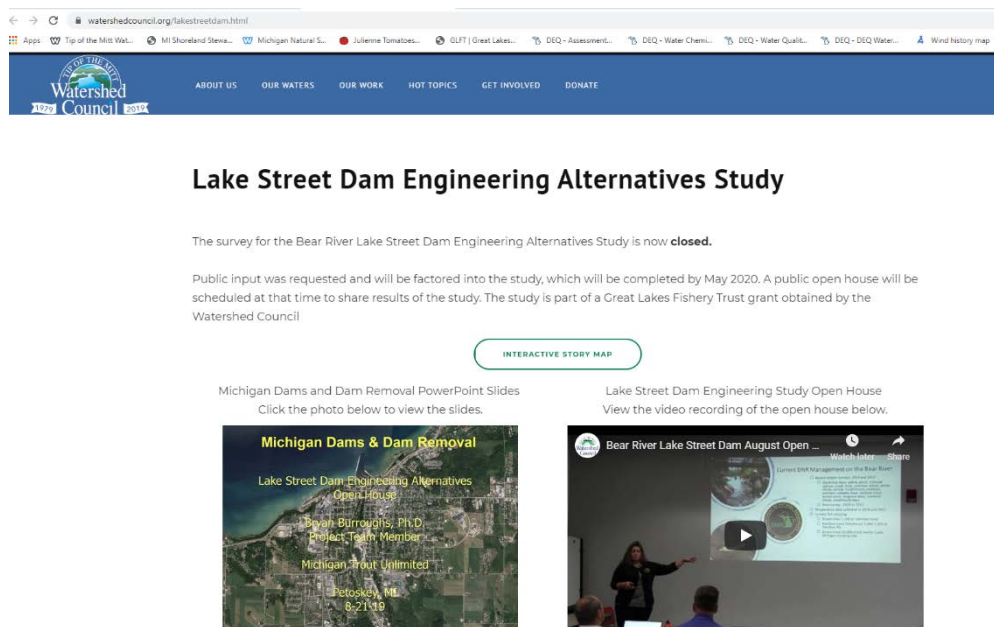 watershedcouncil.org/lakestreetdam.html
Apps Tip of the Mitt Wat... MI Shoreland Stewa... Michigan Natural S... Julienne Tomatoes... GLFT | Great Lakes... DEQ - Assessment... DEQ - Water Chemi... DEQ - Water Qualit... DEQ - DEQ Water... Wind history map
TIP OF THE MITT
Watershed
Council
1979 2019
ABOUT US OUR WATERS OUR WORK HOT TOPICS GET INVOLVED DONATE
Lake Street Dam Engineering Alternatives Study
The survey for the Bear River Lake Street Dam Engineering Alternatives Study is now closed.
Public input was requested and will be factored into the study, which will be completed by May 2020. A public open house will be
scheduled at that time to share results of the study. The study is part of a Great Lakes Fishery Trust grant obtained by the
Watershed Council
INTERACTIVE STORY MAP
Michigan Dams and Dam Removal PowerPoint Slides
Click the photo below to view the slides.
Michigan Dams & Dam Removal
Lake Street Dam Engineering Alternatives
Open House
Bryan Burroughs, Ph.D.
Project Team Member
Michigan Trout Unlimited
Petoskey, MI
8-21-19
Lake Street Dam Engineering Study Open House
View the video recording of the open house below.
Bear River Lake Street Dam August Open ...
Watch later Share